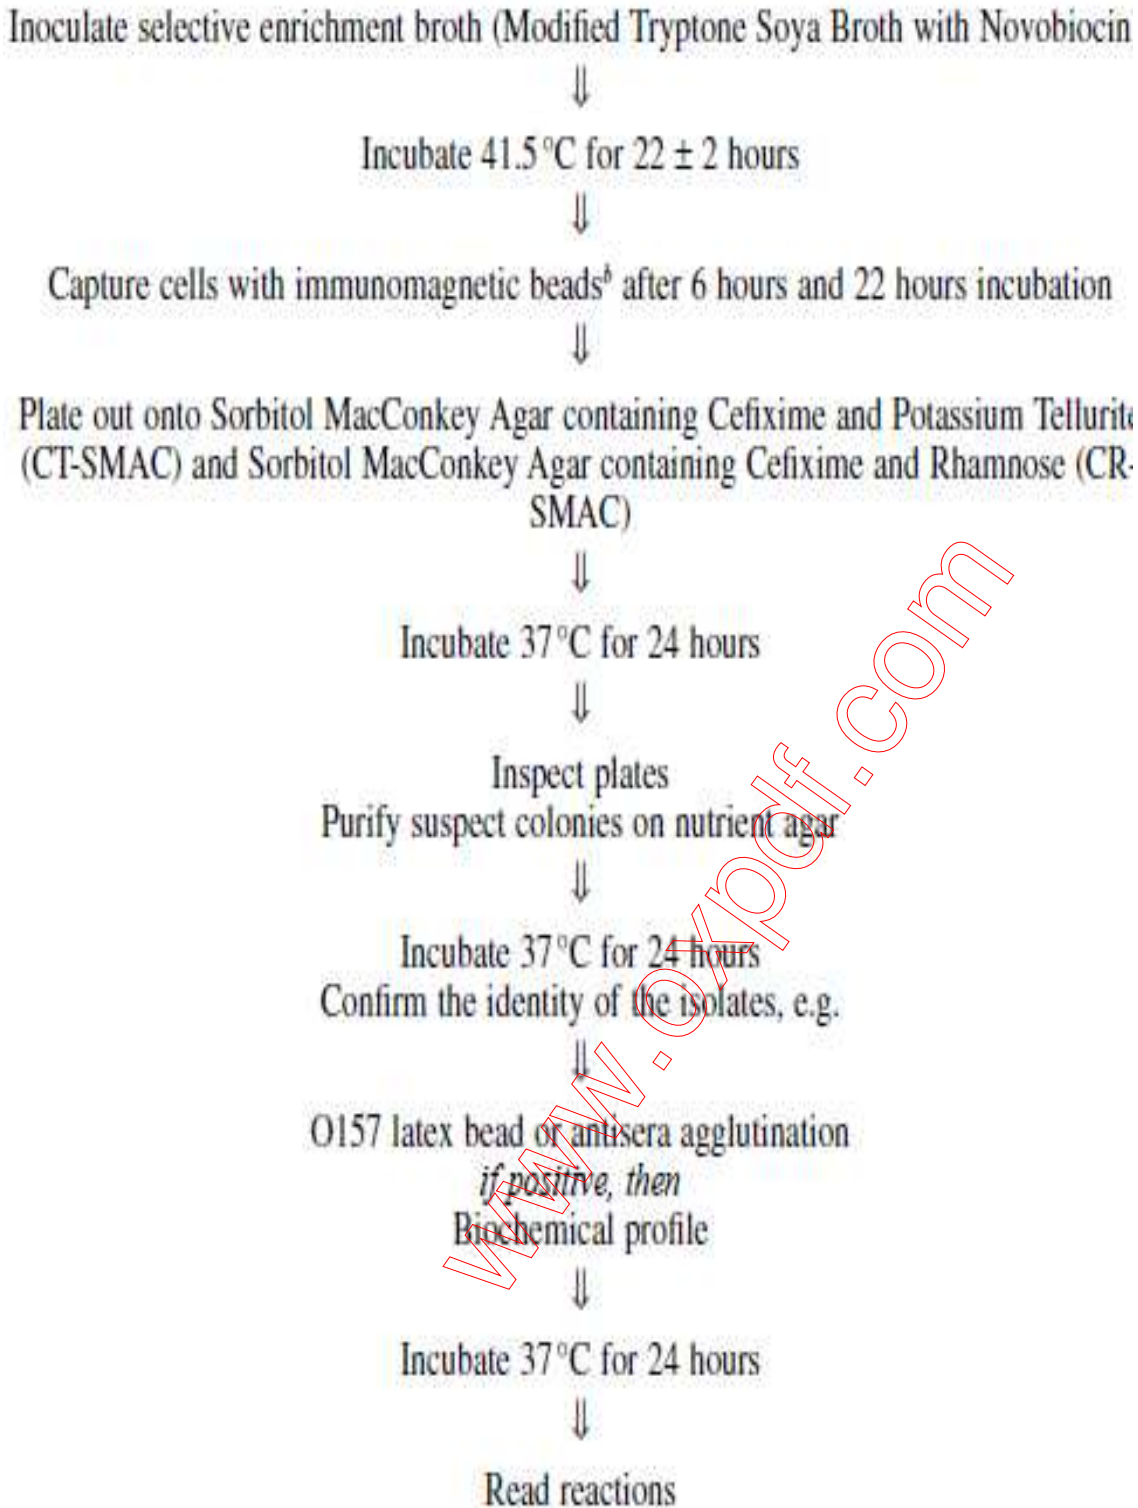 Inoculate selective enrichment broth (Modified Tryptone Soya Broth with Novobiocin
⇓
Incubate 41.5 °C for 22 ± 2 hours
⇓
Capture cells with immunomagnetic beadsᵇ after 6 hours and 22 hours incubation
⇓
Plate out onto Sorbitol MacConkey Agar containing Cefixime and Potassium Tellurite
(CT-SMAC) and Sorbitol MacConkey Agar containing Cefixime and Rhamnose (CR-
SMAC)
⇓
Incubate 37 °C for 24 hours
⇓
Inspect plates
Purify suspect colonies on nutrient agar
⇓
Incubate 37 °C for 24 hours
Confirm the identity of the isolates, e.g.
⇓
O157 latex bead or antisera agglutination
if positive, then
Biochemical profile
⇓
Incubate 37 °C for 24 hours
⇓
Read reactions
www.oxpdf.com